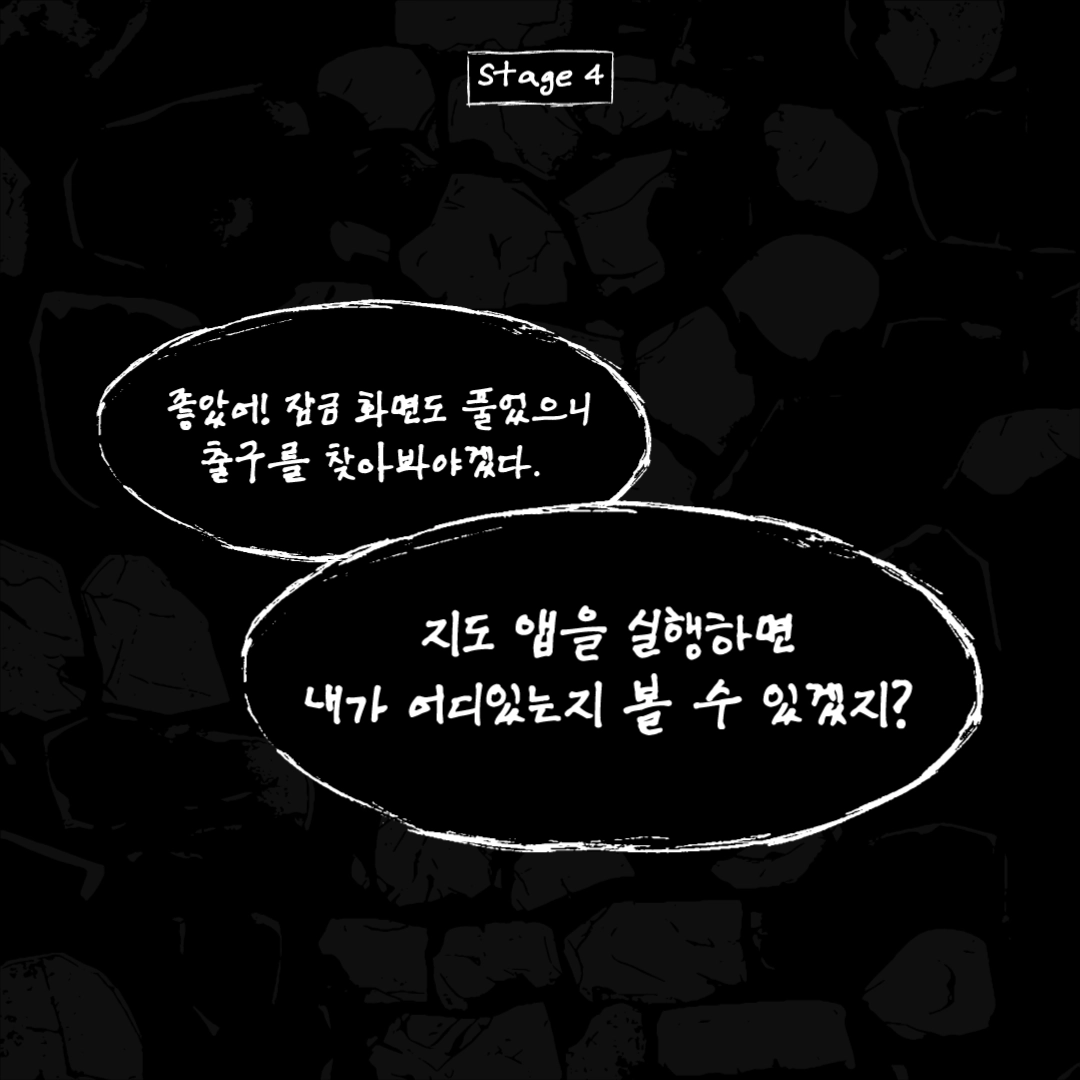 Stage 4
좋았어! 잠금 화면도 풀었으니
출구를 찾아봐야겠다.
지도 앱을 실행하면
내가 어디있는지 볼 수 있겠지?